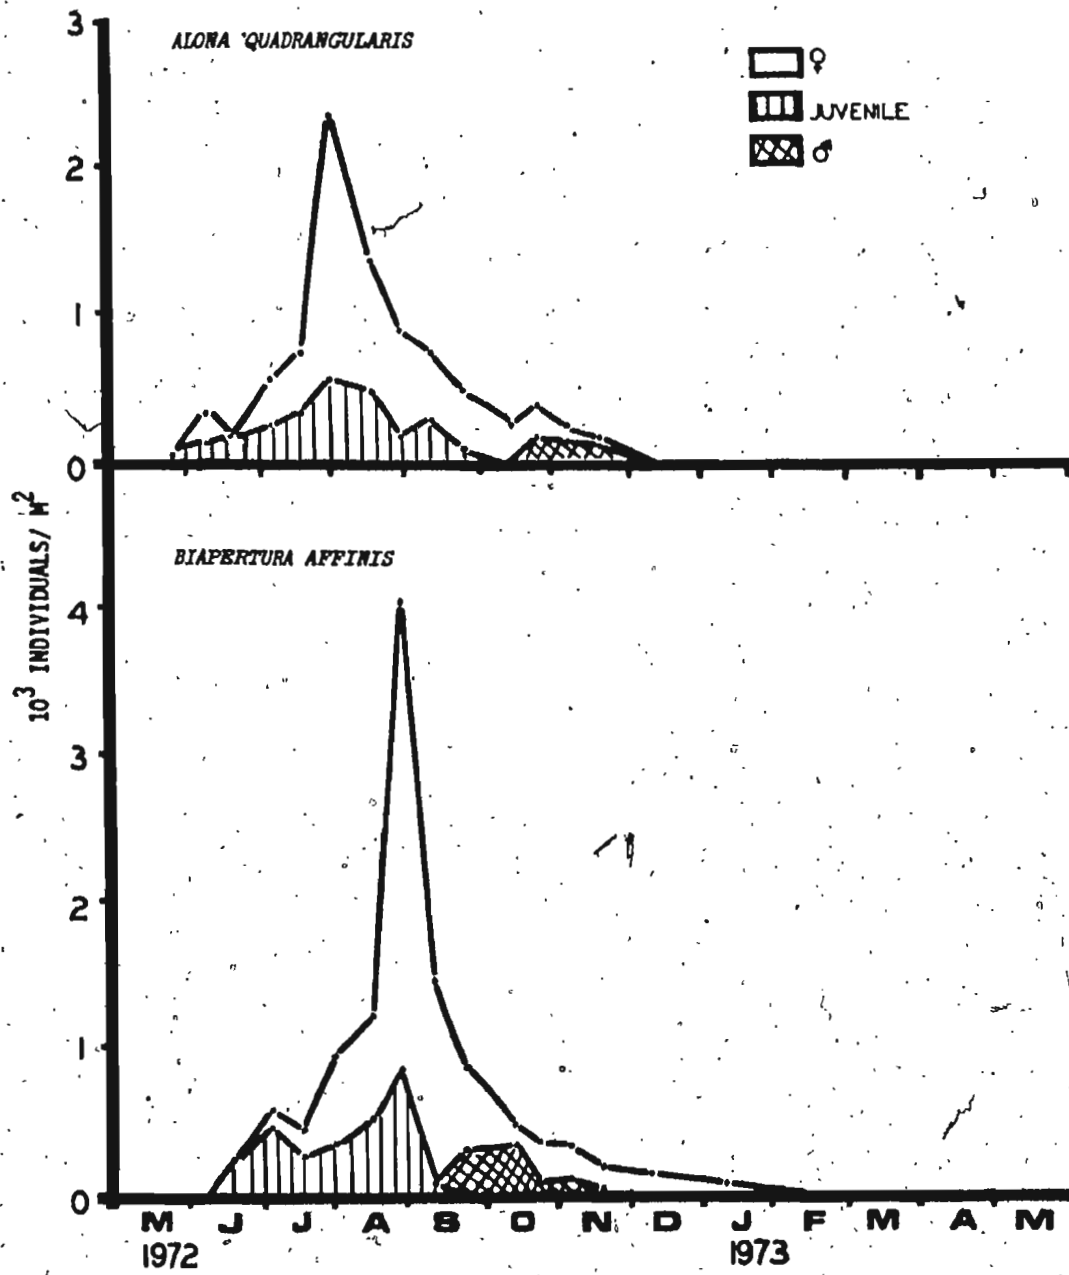 3
ALONA QUADRANGULARIS
♀
JUVENILE
♂
2
1
0
10³ INDIVIDUALS/ M²
BIAPERTURA AFFINIS
4
3
2
1
0
M J J A S O N D J F M A M
1972 1973